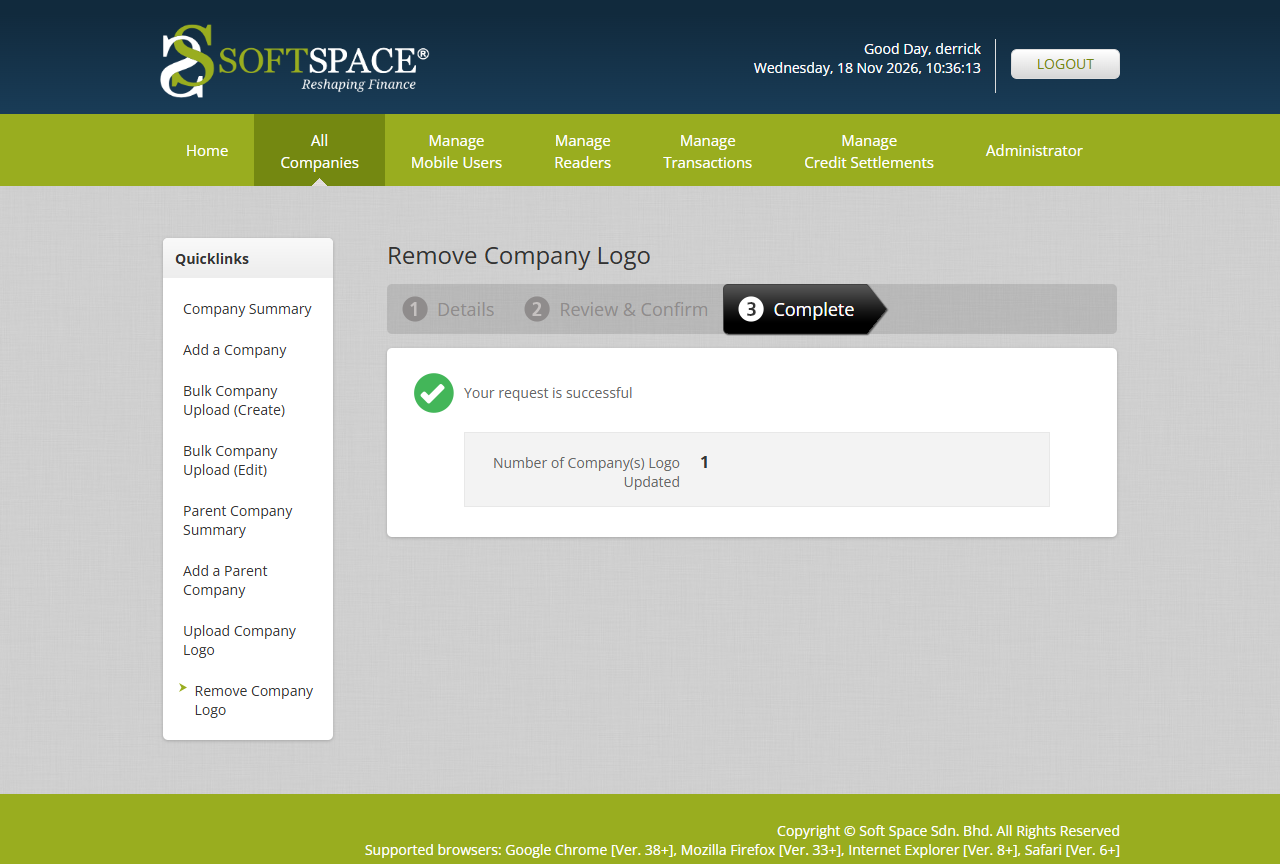 SOFTSPACE®
Reshaping Finance
Good Day, derrick
Wednesday, 18 Nov 2026, 10:36:13
LOGOUT
Home
All
Companies
Manage
Mobile Users
Manage
Readers
Manage
Transactions
Manage
Credit Settlements
Administrator
Quicklinks
Company Summary
Add a Company
Bulk Company
Upload (Create)
Bulk Company
Upload (Edit)
Parent Company
Summary
Add a Parent
Company
Upload Company
Logo
Remove Company
Logo
Remove Company Logo
1 Details
2 Review & Confirm
3 Complete
Your request is successful
Number of Company(s) Logo 1
Updated
Copyright © Soft Space Sdn. Bhd. All Rights Reserved
Supported browsers: Google Chrome [Ver. 38+], Mozilla Firefox [Ver. 33+], Internet Explorer [Ver. 8+], Safari [Ver. 6+]